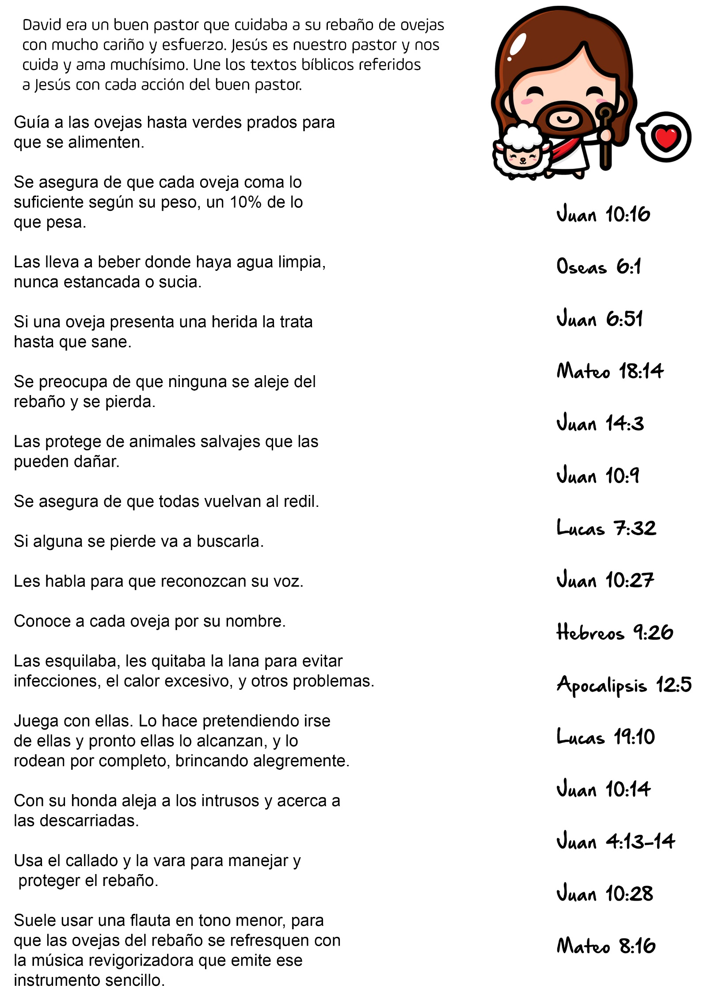 David era un buen pastor que cuidaba a su rebaño de ovejas
con mucho cariño y esfuerzo. Jesús es nuestro pastor y nos
cuida y ama muchísimo. Une los textos bíblicos referidos
a Jesús con cada acción del buen pastor.
Guía a las ovejas hasta verdes prados para
que se alimenten.
Se asegura de que cada oveja coma lo
suficiente según su peso, un 10% de lo
que pesa.
Las lleva a beber donde haya agua limpia,
nunca estancada o sucia.
Si una oveja presenta una herida la trata
hasta que sane.
Se preocupa de que ninguna se aleje del
rebaño y se pierda.
Las protege de animales salvajes que las
pueden dañar.
Se asegura de que todas vuelvan al redil.
Si alguna se pierde va a buscarla.
Les habla para que reconozcan su voz.
Conoce a cada oveja por su nombre.
Las esquilaba, les quitaba la lana para evitar
infecciones, el calor excesivo, y otros problemas.
Juega con ellas. Lo hace pretendiendo irse
de ellas y pronto ellas lo alcanzan, y lo
rodean por completo, brincando alegremente.
Con su honda aleja a los intrusos y acerca a
las descarriadas.
Usa el callado y la vara para manejar y
proteger el rebaño.
Suele usar una flauta en tono menor, para
que las ovejas del rebaño se refresquen con
la música revigorizadora que emite ese
instrumento sencillo.
Juan 10:16
Oseas 6:1
Juan 6:51
Mateo 18:14
Juan 14:3
Juan 10:9
Lucas 7:32
Juan 10:27
Hebreos 9:26
Apocalipsis 12:5
Lucas 19:10
Juan 10:14
Juan 4:13-14
Juan 10:28
Mateo 8:16